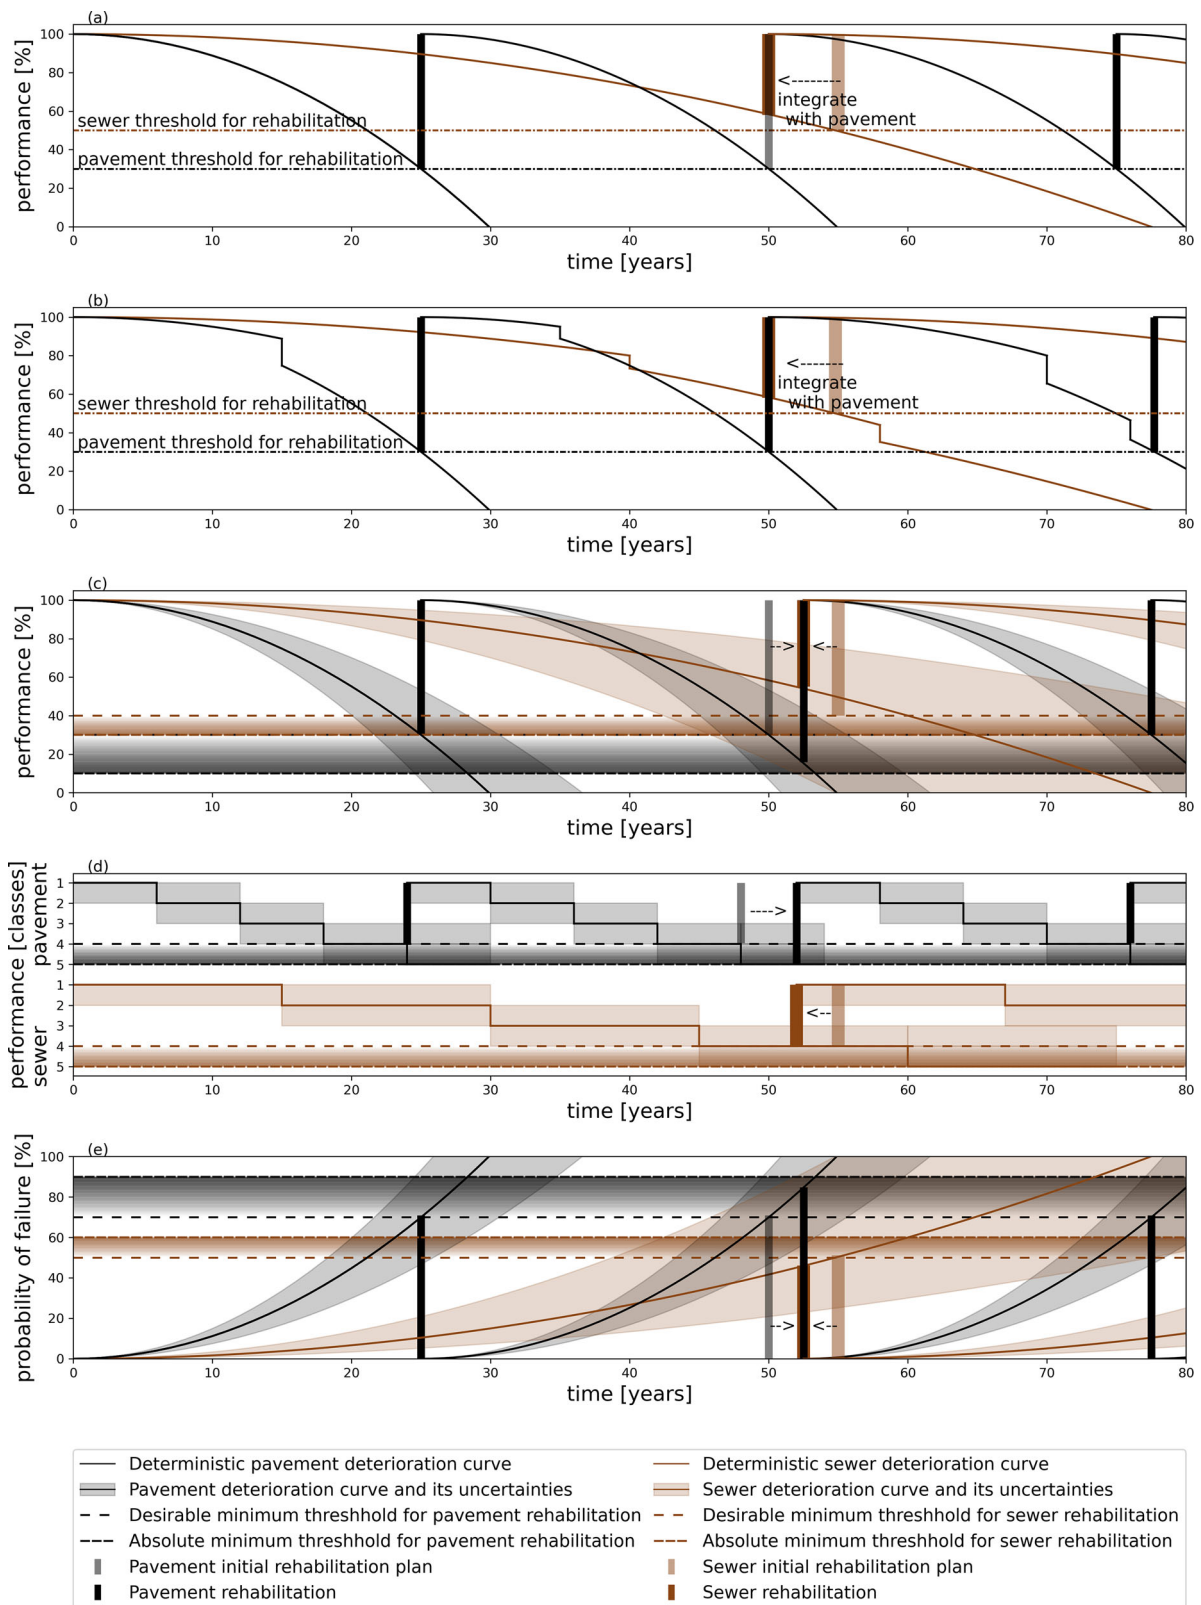 (a)
performance [%]
100
80
60
40
20
0
sewer threshold for rehabilitation
pavement threshold for rehabilitation
<--------
integrate
with pavement
0 10 20 30 40 50 60 70 80
time [years]
(b)
performance [%]
100
80
60
40
20
0
sewer threshold for rehabilitation
pavement threshold for rehabilitation
<--------
integrate
with pavement
0 10 20 30 40 50 60 70 80
time [years]
(c)
performance [%]
100
80
60
40
20
0
--> <---
0 10 20 30 40 50 60 70 80
time [years]
(d)
performance [classes]
pavement
1
2
3
4
5
---->
sewer
1
2
3
4
5
<--
0 10 20 30 40 50 60 70 80
time [years]
(e)
probability of failure [%]
100
80
60
40
20
0
--> <---
0 10 20 30 40 50 60 70 80
time [years]
Deterministic pavement deterioration curve
Pavement deterioration curve and its uncertainties
Desirable minimum threshhold for pavement rehabilitation
Absolute minimum threshhold for pavement rehabilitation
Pavement initial rehabilitation plan
Pavement rehabilitation
Deterministic sewer deterioration curve
Sewer deterioration curve and its uncertainties
Desirable minimum threshhold for sewer rehabilitation
Absolute minimum threshhold for sewer rehabilitation
Sewer initial rehabilitation plan
Sewer rehabilitation